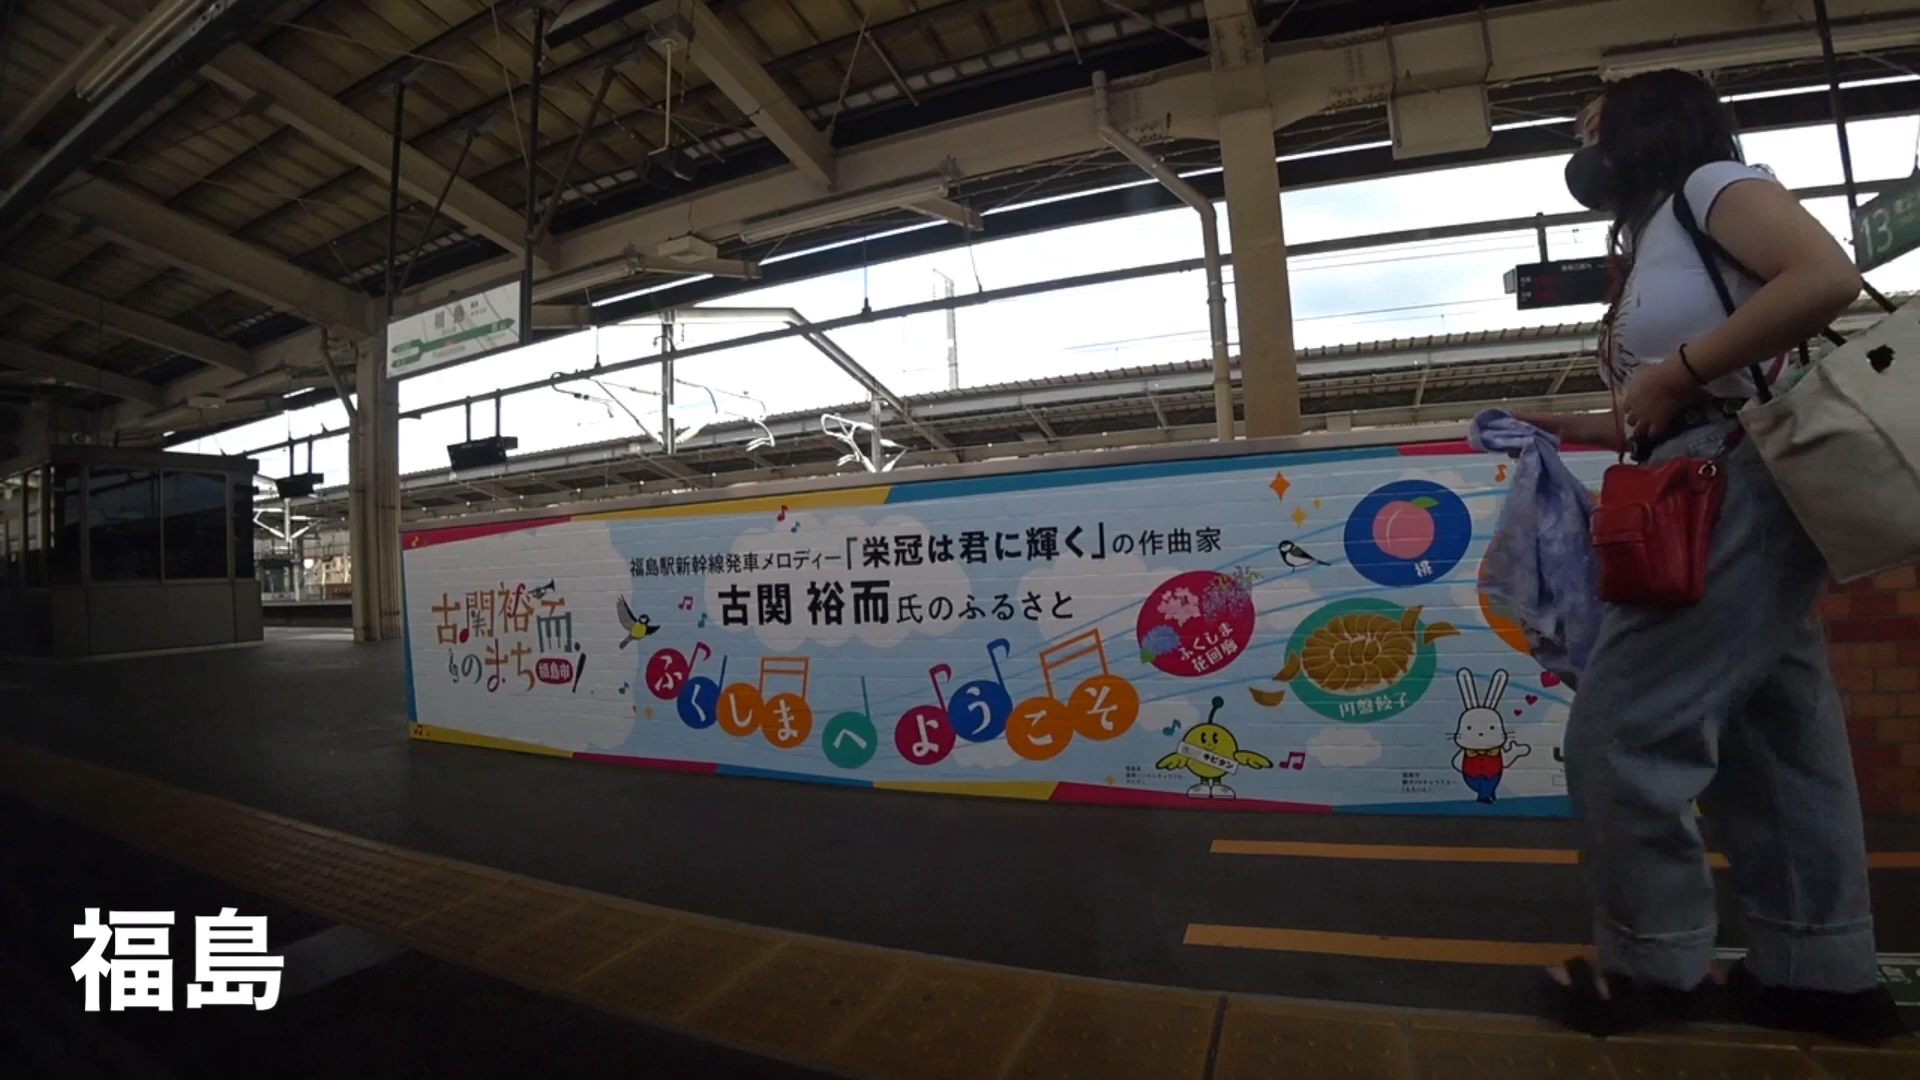 福島
13
福島駅新幹線発車メロディー「栄冠は君に輝く」の作曲家
古関 裕而氏のふるさと
古関裕而
のまち
福島市
ふくしまへ ようこそ
ふくしま
花回廊
桃
円盤餃子
キビタン
福島